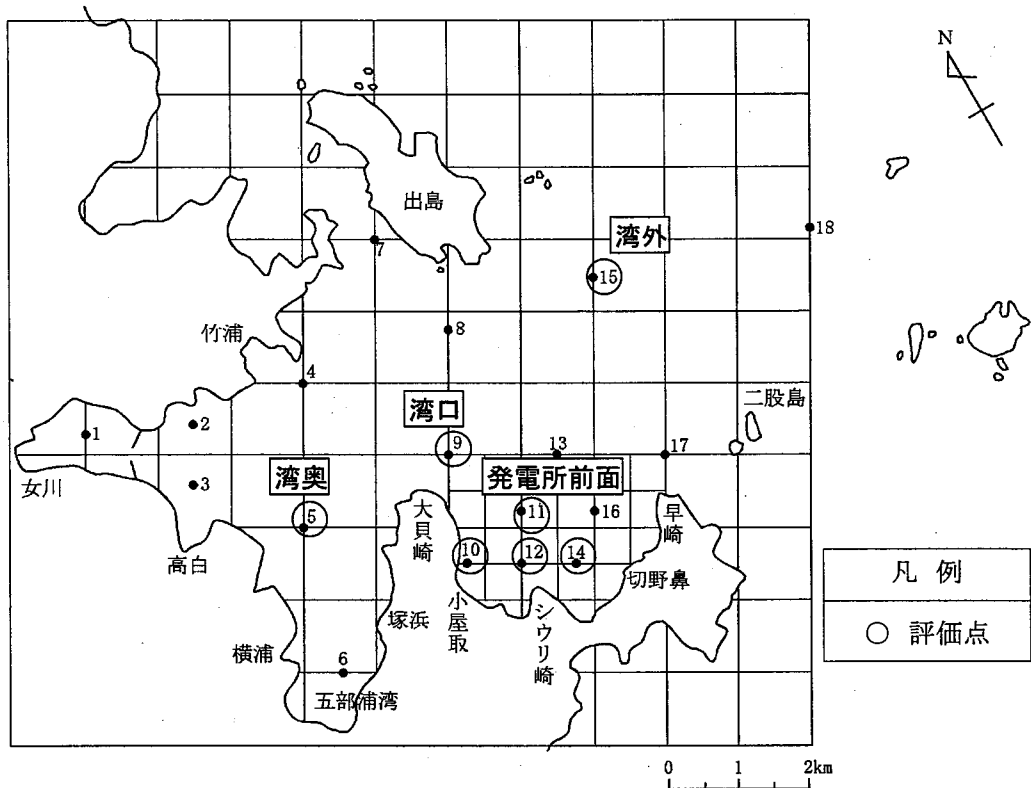 N
出島
湾外
18
7
15
竹浦
8
4
二股島
湾口
1
2
9
13
17
女川
湾奥
発電所前面
3
5
大貝崎
11
16
早崎
高白
10
12
14
切野鼻
凡例
小屋取
シウリ崎
塚浜
○ 評価点
横浦
6
五部浦湾
0 1 2km